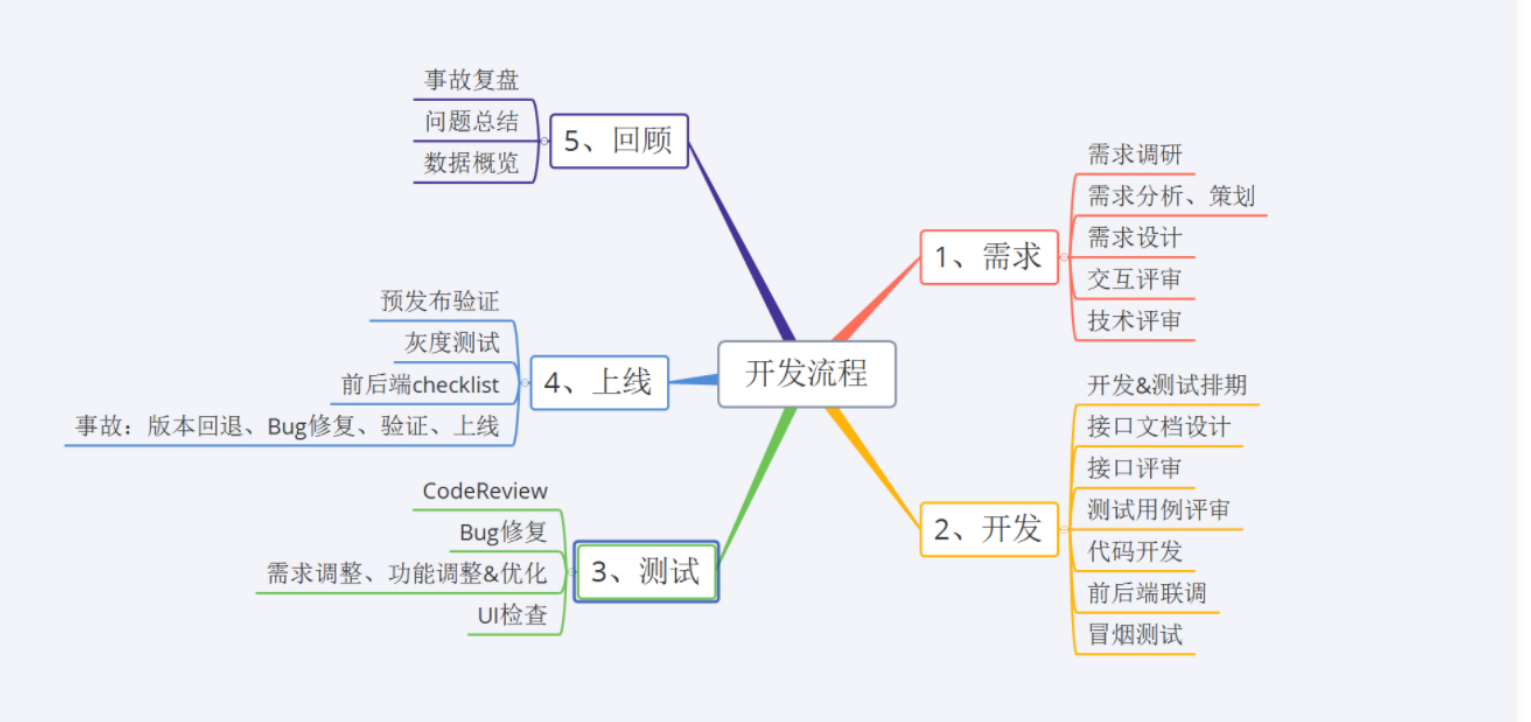 开发流程
1、需求
需求调研
需求分析、策划
需求设计
交互评审
技术评审
2、开发
开发&测试排期
接口文档设计
接口评审
测试用例评审
代码开发
前后端联调
冒烟测试
3、测试
CodeReview
Bug修复
需求调整、功能调整&优化
UI检查
4、上线
预发布验证
灰度测试
前后端checklist
事故：版本回退、Bug修复、验证、上线
5、回顾
事故复盘
问题总结
数据概览